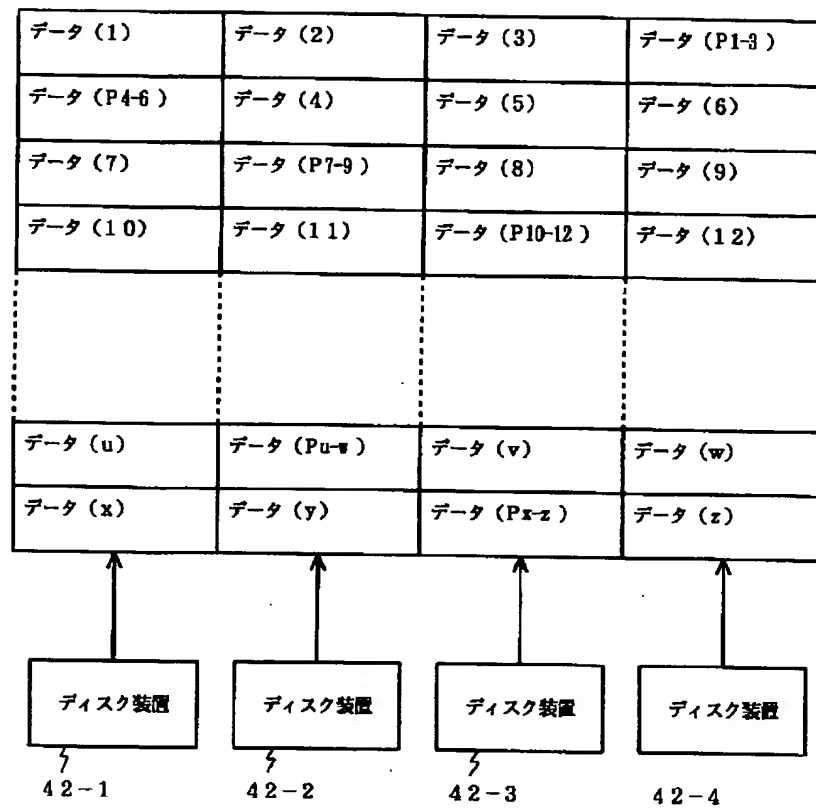 データ (1) データ (2) データ (3) データ (P1-3)
データ (P4-6) データ (4) データ (5) データ (6)
データ (7) データ (P7-9) データ (8) データ (9)
データ (10) データ (11) データ (P10-12) データ (12)
データ (u) データ (Pu-w) データ (v) データ (w)
データ (x) データ (y) データ (Px-z) データ (z)
ディスク装置 ディスク装置 ディスク装置 ディスク装置
42-1 42-2 42-3 42-4